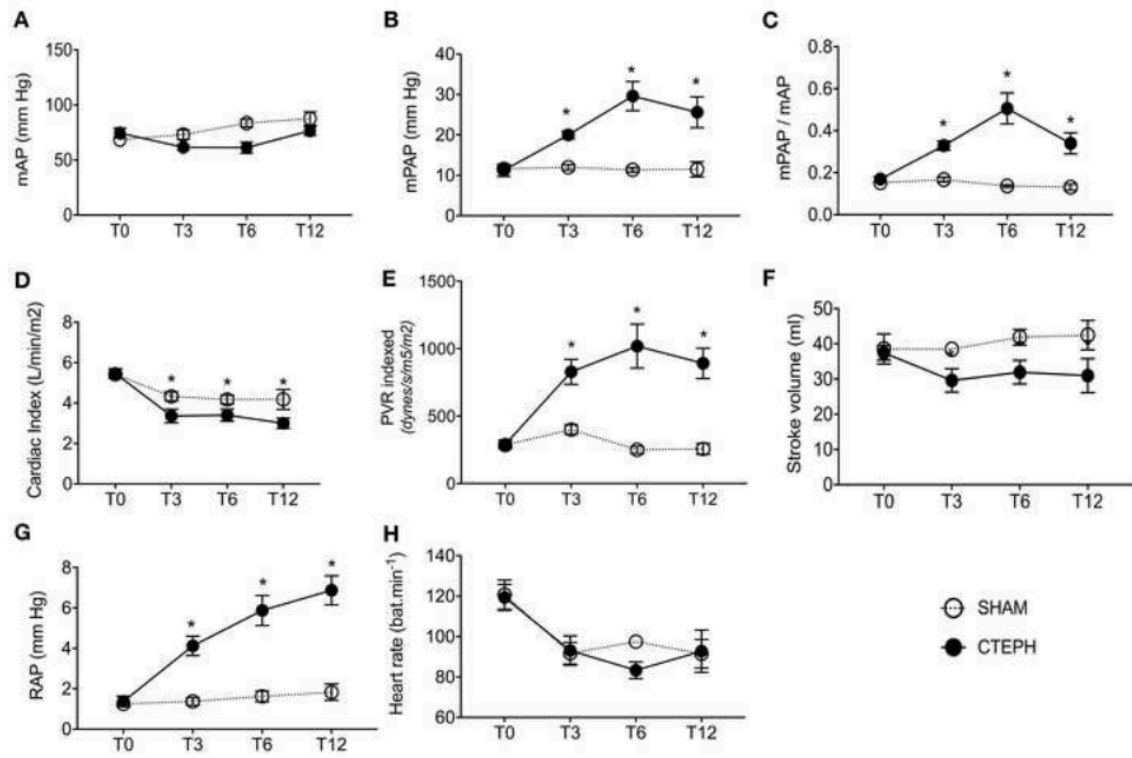 A
mAP (mm Hg)
150
100
50
0
T0 T3 T6 T12
B
mPAP (mm Hg)
40
30
20
10
0
* * *
T0 T3 T6 T12
C
mPAP / mAP
0.8
0.6
0.4
0.2
0.0
* * *
T0 T3 T6 T12
D
Cardiac Index (L/min/m2)
8
6
4
2
0
* * *
T0 T3 T6 T12
E
PVR indexed
(dynes/s/m5/m2)
1500
1000
500
0
* * *
T0 T3 T6 T12
F
Stroke volume (ml)
50
40
30
20
10
0
T0 T3 T6 T12
G
RAP (mm Hg)
8
6
4
2
0
* * *
T0 T3 T6 T12
H
Heart rate (bat.min⁻¹)
140
120
100
80
60
T0 T3 T6 T12
SHAM
CTEPH